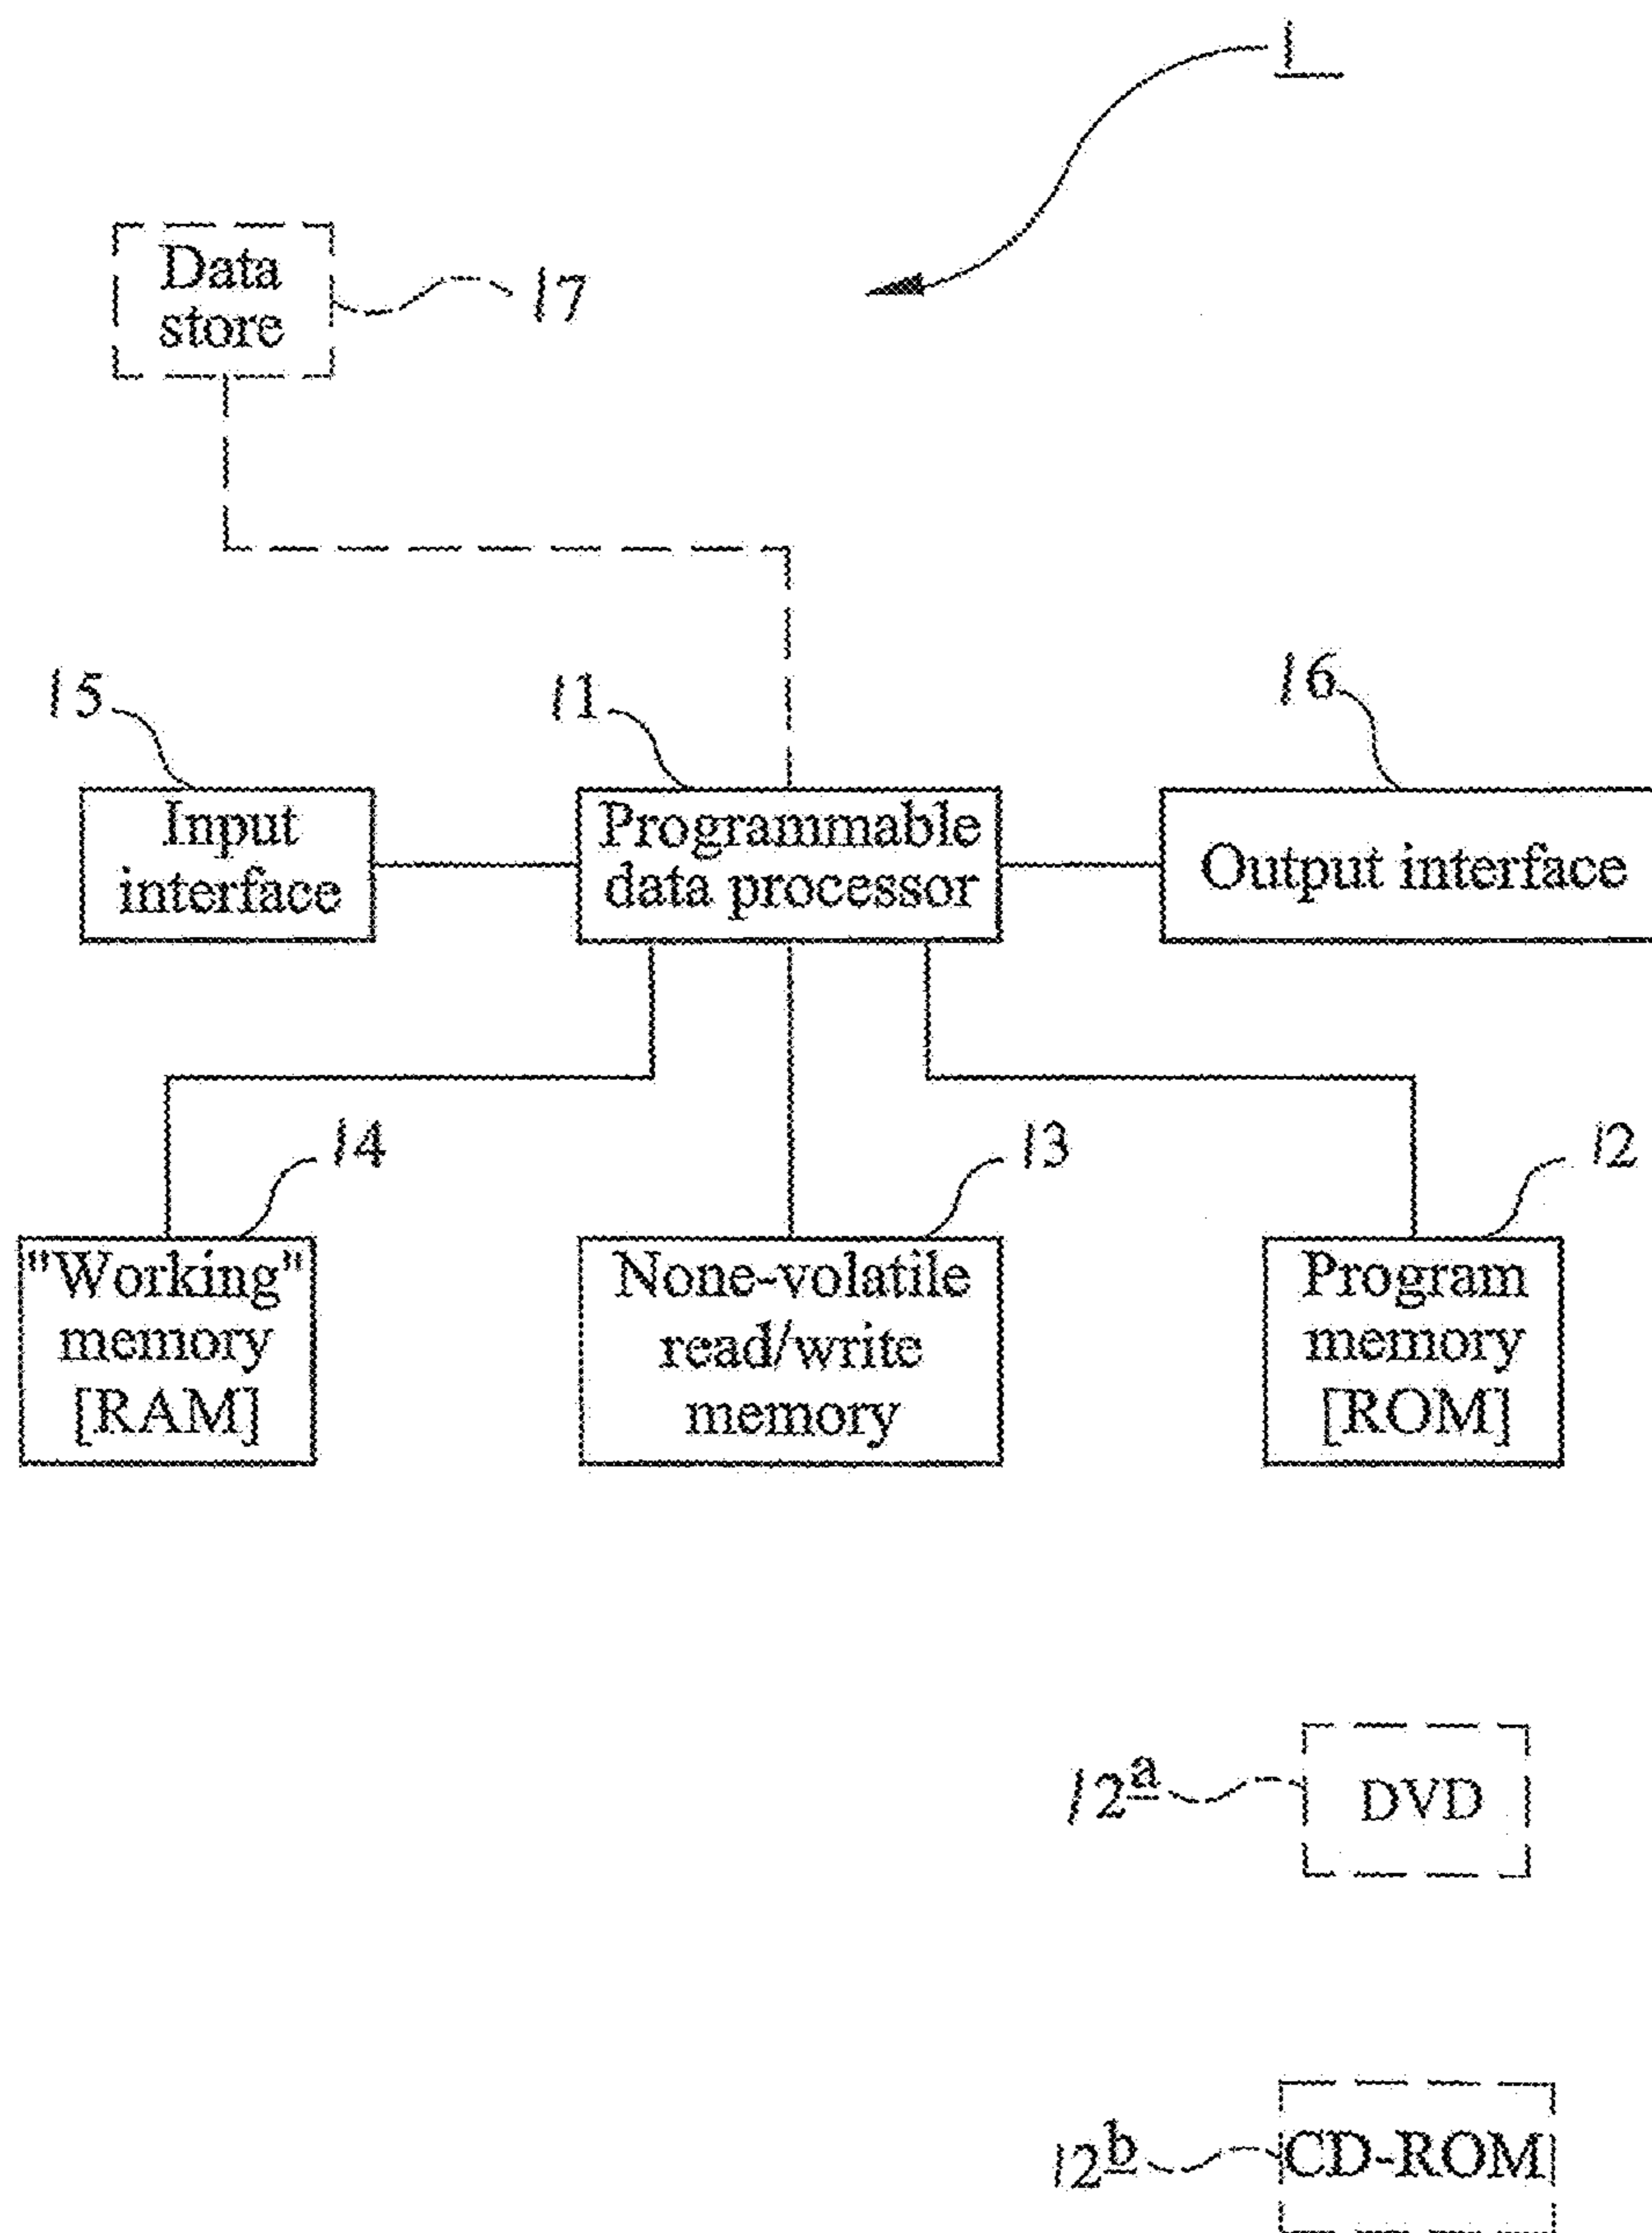 1
Data
store
17
15
11
16
Input
interface
Programmable
data processor
Output interface
14
13
12
"Working"
memory
[RAM]
None-volatile
read/write
memory
Program
memory
[ROM]
12a
DVD
12b
CD-ROM